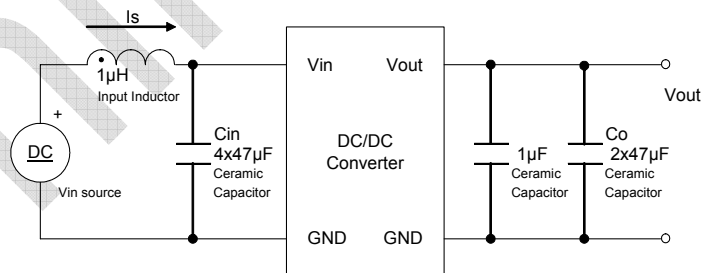 Is
1µH
Input Inductor
+
DC
Vin source
Cin
4x47µF
Ceramic
Capacitor
Vin
Vout
DC/DC
Converter
GND
GND
1µF
Ceramic
Capacitor
Co
2x47µF
Ceramic
Capacitor
Vout